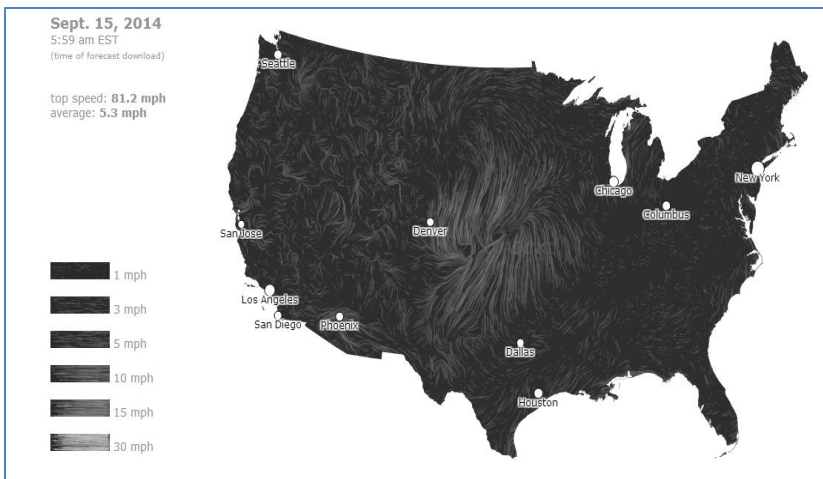 Sept. 15, 2014
5:59 am EST
(time of forecast download)
top speed: 81.2 mph
average: 5.3 mph
1 mph
3 mph
5 mph
10 mph
15 mph
30 mph
Seattle
Chicago
New York
Columbus
Denver
San Jose
Los Angeles
San Diego
Phoenix
Dallas
Houston